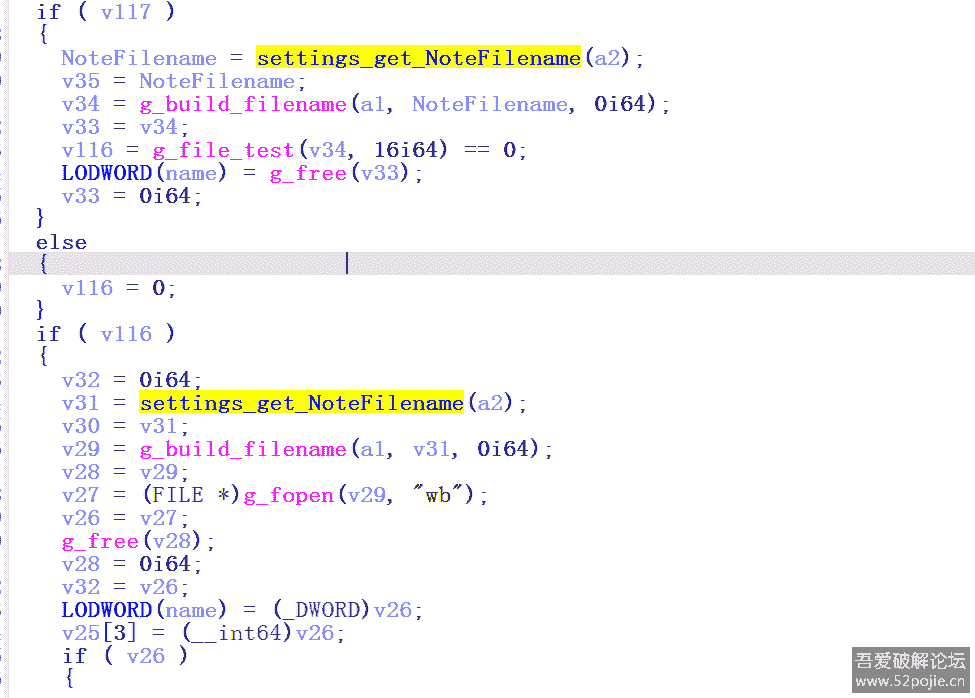 if ( v117 )
{
NoteFilename = settings_get_NoteFilename(a2);
v35 = NoteFilename;
v34 = g_build_filename(a1, NoteFilename, 0i64);
v33 = v34;
v116 = g_file_test(v34, 16i64) == 0;
LODWORD(name) = g_free(v33);
v33 = 0i64;
}
else
{
v116 = 0;
}
if ( v116 )
{
v32 = 0i64;
v31 = settings_get_NoteFilename(a2);
v30 = v31;
v29 = g_build_filename(a1, v31, 0i64);
v28 = v29;
v27 = (FILE *)g_fopen(v29, "wb");
v26 = v27;
g_free(v28);
v28 = 0i64;
v32 = v26;
LODWORD(name) = (_DWORD)v26;
v25[3] = (__int64)v26;
if ( v26 )
{
吾爱破解论坛
www.52pojie.cn